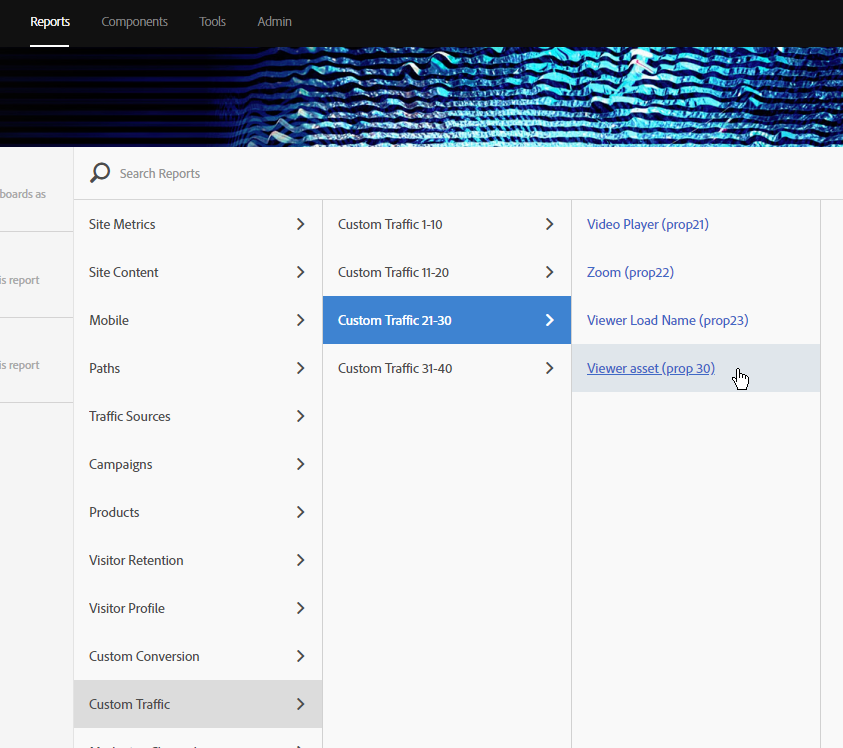 Reports Components Tools Admin
boards as
is report
is report
Search Reports
Site Metrics
Site Content
Mobile
Paths
Traffic Sources
Campaigns
Products
Visitor Retention
Visitor Profile
Custom Conversion
Custom Traffic
Custom Traffic 1-10
Custom Traffic 11-20
Custom Traffic 21-30
Custom Traffic 31-40
Video Player (prop21)
Zoom (prop22)
Viewer Load Name (prop23)
Viewer asset (prop 30)